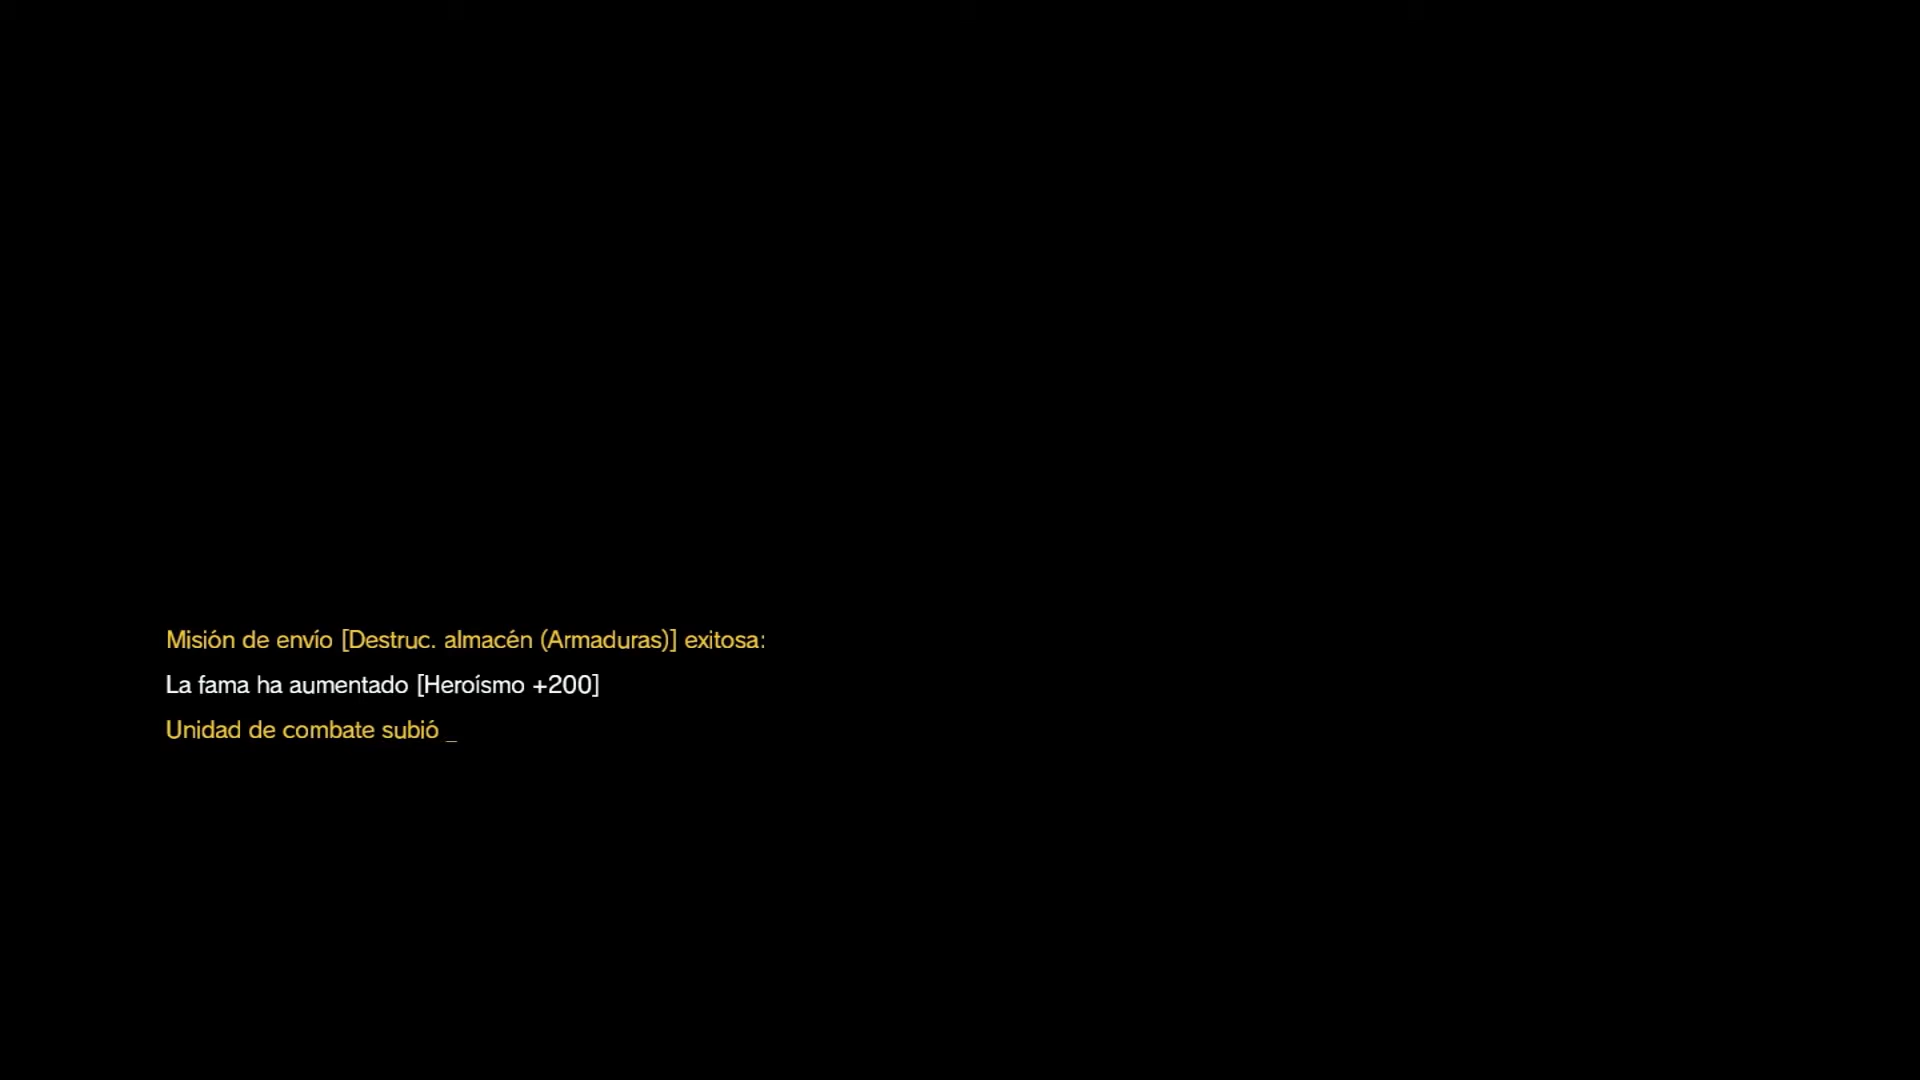 Misión de envío [Destruc. almacén (Armaduras)] exitosa:
La fama ha aumentado [Heroísmo +200]
Unidad de combate subió _